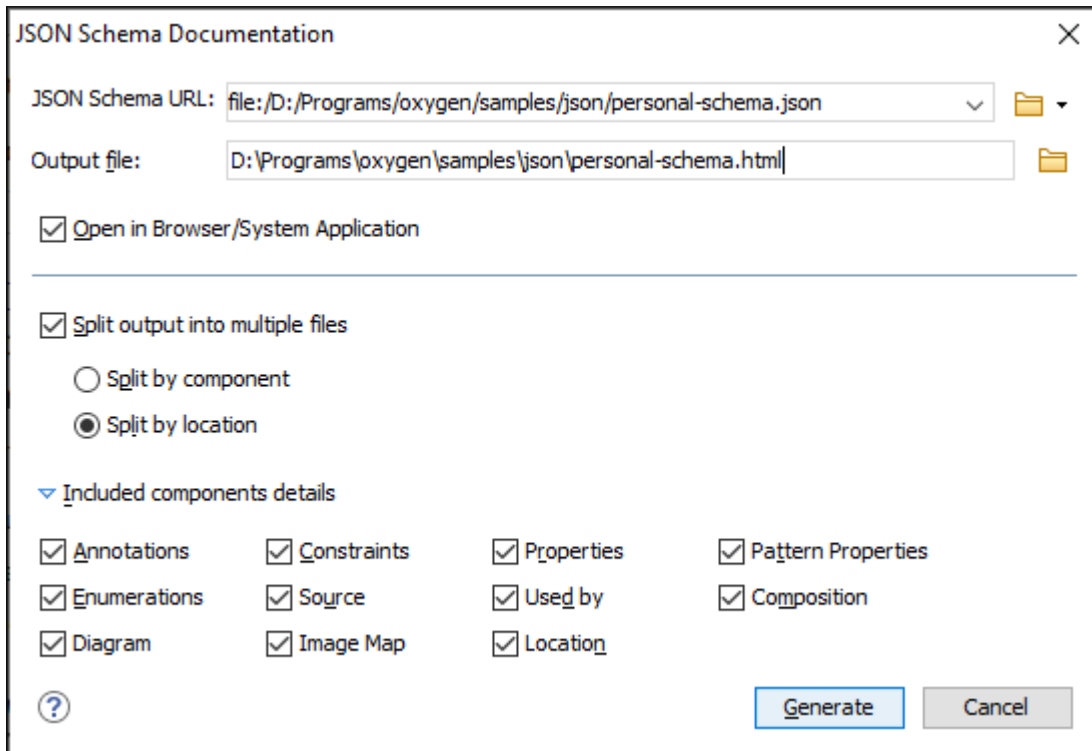 JSON Schema Documentation
JSON Schema URL: file:/D:/Programs/oxygen/samples/json/personal-schema.json
Output file: D:\Programs\oxygen\samples\json\personal-schema.html
Open in Browser/System Application
Split output into multiple files
Split by component
Split by location
Included components details
Annotations Constraints Properties Pattern Properties
Enumerations Source Used by Composition
Diagram Image Map Location
? Generate Cancel